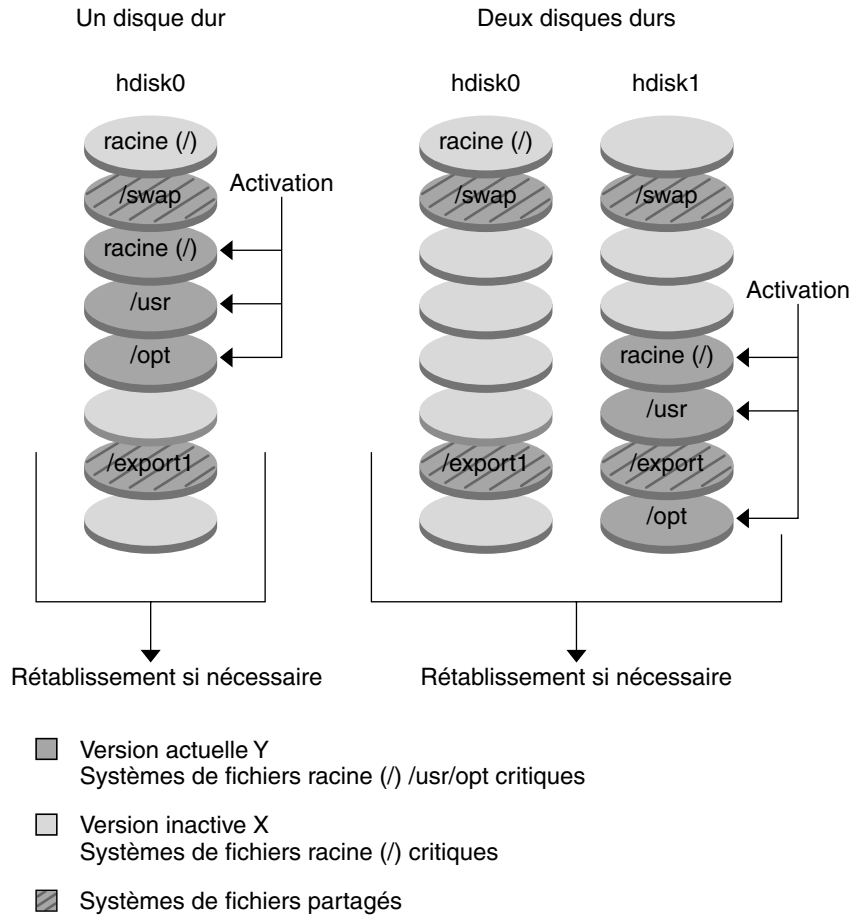 Un disque dur
hdisk0
racine (/)
/swap
Activation
racine (/)
/usr
/opt
/export1
Rétablissement si nécessaire
Deux disques durs
hdisk0
hdisk1
racine (/)
/swap
/swap
Activation
racine (/)
/usr
/export1
/export
/opt
Rétablissement si nécessaire
Version actuelle Y
Systèmes de fichiers racine (/) /usr/opt critiques
Version inactive X
Systèmes de fichiers racine (/) critiques
Systèmes de fichiers partagés